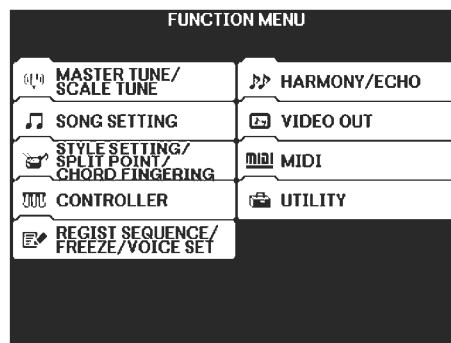 FUNCTION MENU
MASTER TUNE/
SCALE TUNE
SONG SETTING
STYLE SETTING/
SPLIT POINT/
CHORD FINGERING
CONTROLLER
REGIST SEQUENCE/
FREEZE/VOICE SET
HARMONY/ECHO
VIDEO OUT
MIDI MIDI
UTILITY